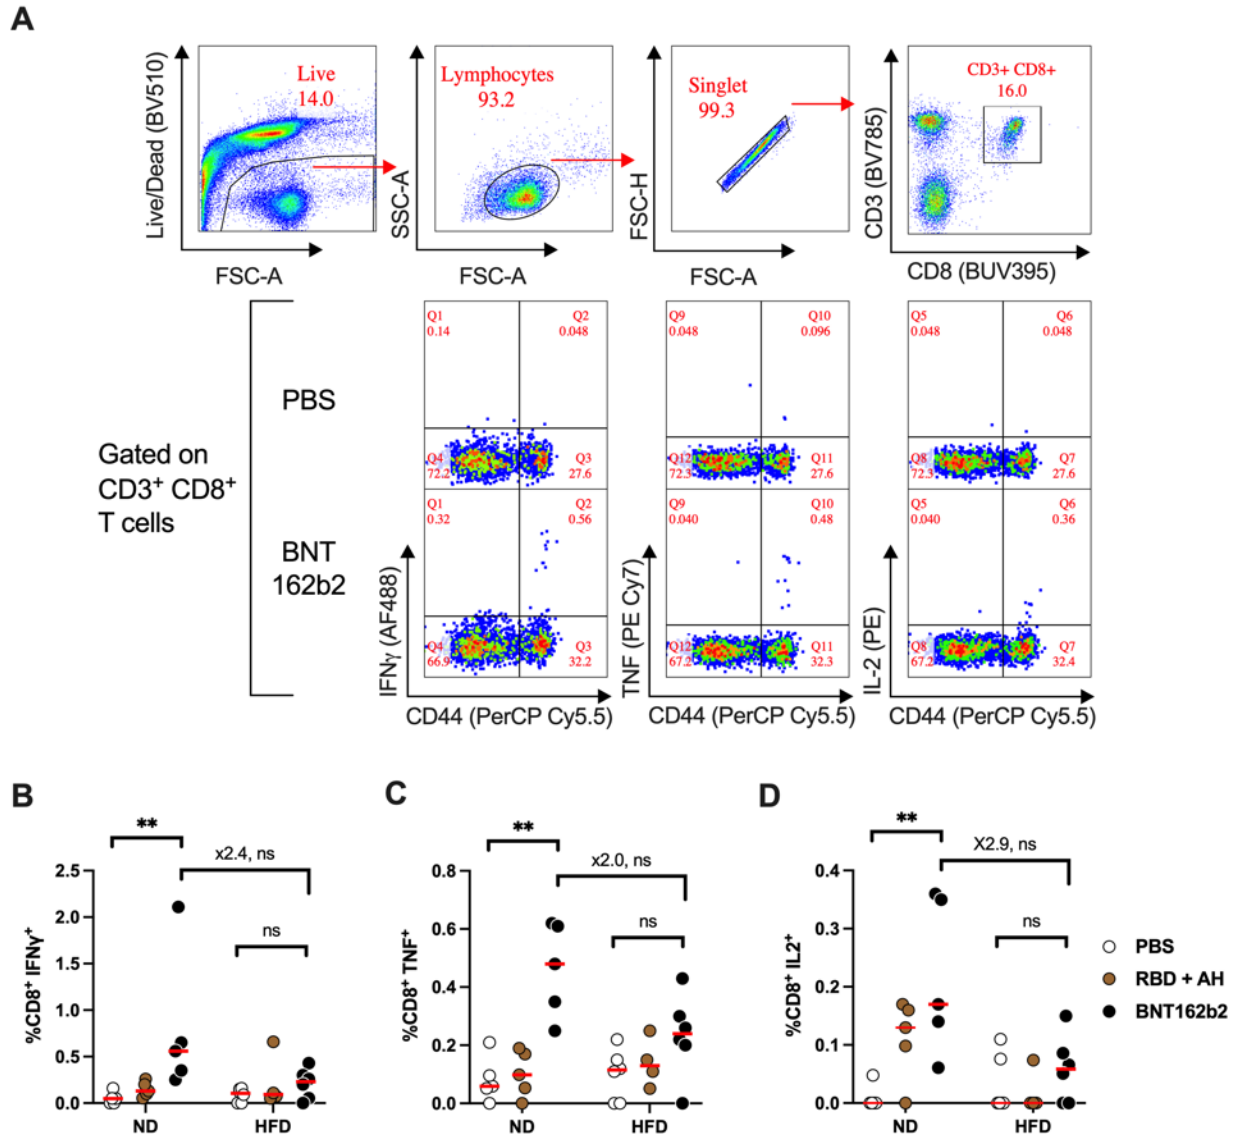 A
Live/Dead (BV510)
Live
14.0
FSC-A
SSC-A
Lymphocytes
93.2
FSC-A
FSC-H
Singlet
99.3
FSC-A
CD3 (BV785)
CD3+ CD8+
16.0
CD8 (BUV395)
Gated on
CD3⁺ CD8⁺
T cells
PBS
Q1
0.14
Q2
0.048
Q4
72.2
Q3
27.6
Q9
0.048
Q10
0.096
Q12
72.3
Q11
27.6
Q5
0.048
Q6
0.048
Q8
72.3
Q7
27.6
BNT
162b2
Q1
0.32
Q2
0.56
Q4
66.9
Q3
32.2
Q9
0.040
Q10
0.48
Q12
67.2
Q11
32.3
Q5
0.040
Q6
0.36
Q8
67.2
Q7
32.4
IFNγ (AF488)
CD44 (PerCP Cy5.5)
TNF (PE Cy7)
CD44 (PerCP Cy5.5)
IL-2 (PE)
CD44 (PerCP Cy5.5)
B
**
x2.4, ns
ns
%CD8⁺ IFNγ⁺
2.5
2.0
1.5
1.0
0.5
0.0
ND HFD
C
**
x2.0, ns
ns
%CD8⁺ TNF⁺
0.8
0.6
0.4
0.2
0.0
ND HFD
D
**
X2.9, ns
ns
%CD8⁺ IL2⁺
0.4
0.3
0.2
0.1
0.0
ND HFD
PBS
RBD + AH
BNT162b2